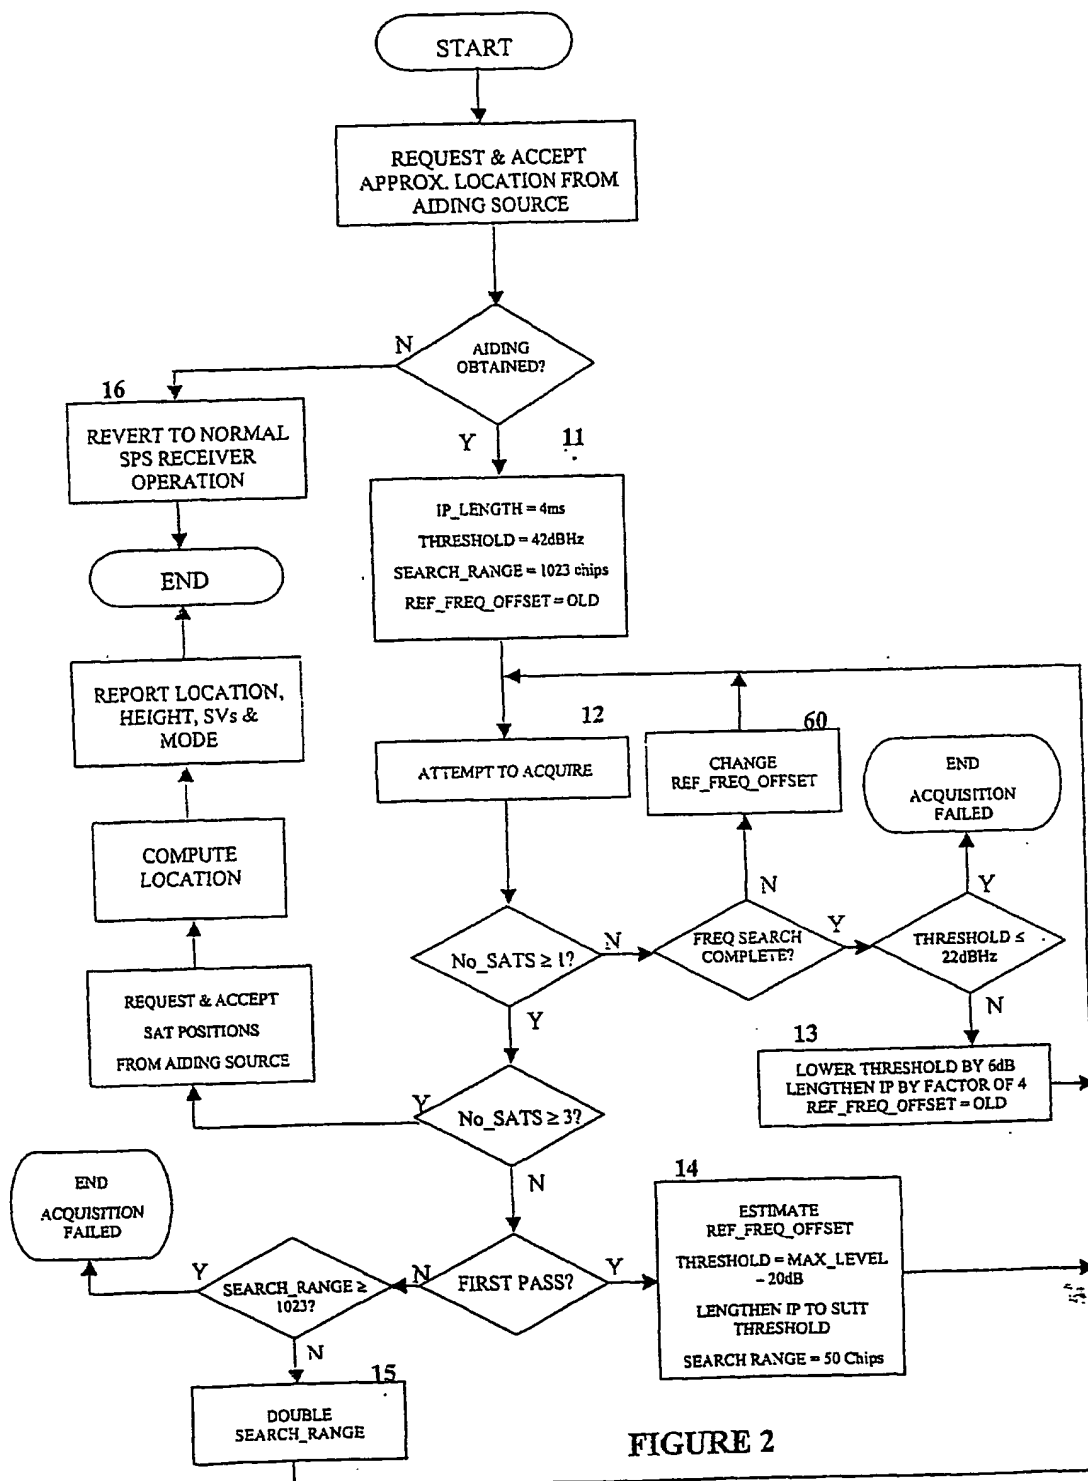 START
REQUEST & ACCEPT
APPROX. LOCATION FROM
AIDING SOURCE
N
AIDING
OBTAINED?
16
REVERT TO NORMAL
SPS RECEIVER
OPERATION
Y
11
IP_LENGTH = 4ms
THRESHOLD = 42dBHz
SEARCH_RANGE = 1023 chips
REF_FREQ_OFFSET = OLD
END
REPORT LOCATION,
HEIGHT, SVs &
MODE
12
ATTEMPT TO ACQUIRE
60
CHANGE
REF_FREQ_OFFSET
END
ACQUISITION
FAILED
COMPUTE
LOCATION
N
Y
No_SATS ≥ 1?
N
FREQ SEARCH
COMPLETE?
Y
THRESHOLD ≤
22dBHz
REQUEST & ACCEPT
SAT POSITIONS
FROM AIDING SOURCE
Y
N
13
LOWER THRESHOLD BY 6dB
LENGTHEN IP BY FACTOR OF 4
REF_FREQ_OFFSET = OLD
Y
No_SATS ≥ 3?
N
END
ACQUISITION
FAILED
14
ESTIMATE
REF_FREQ_OFFSET
THRESHOLD = MAX_LEVEL
– 20dB
LENGTHEN IP TO SUIT
THRESHOLD
SEARCH RANGE = 50 Chips
Y
SEARCH_RANGE ≥
1023?
N
FIRST PASS?
Y
N
15
DOUBLE
SEARCH_RANGE
FIGURE 2